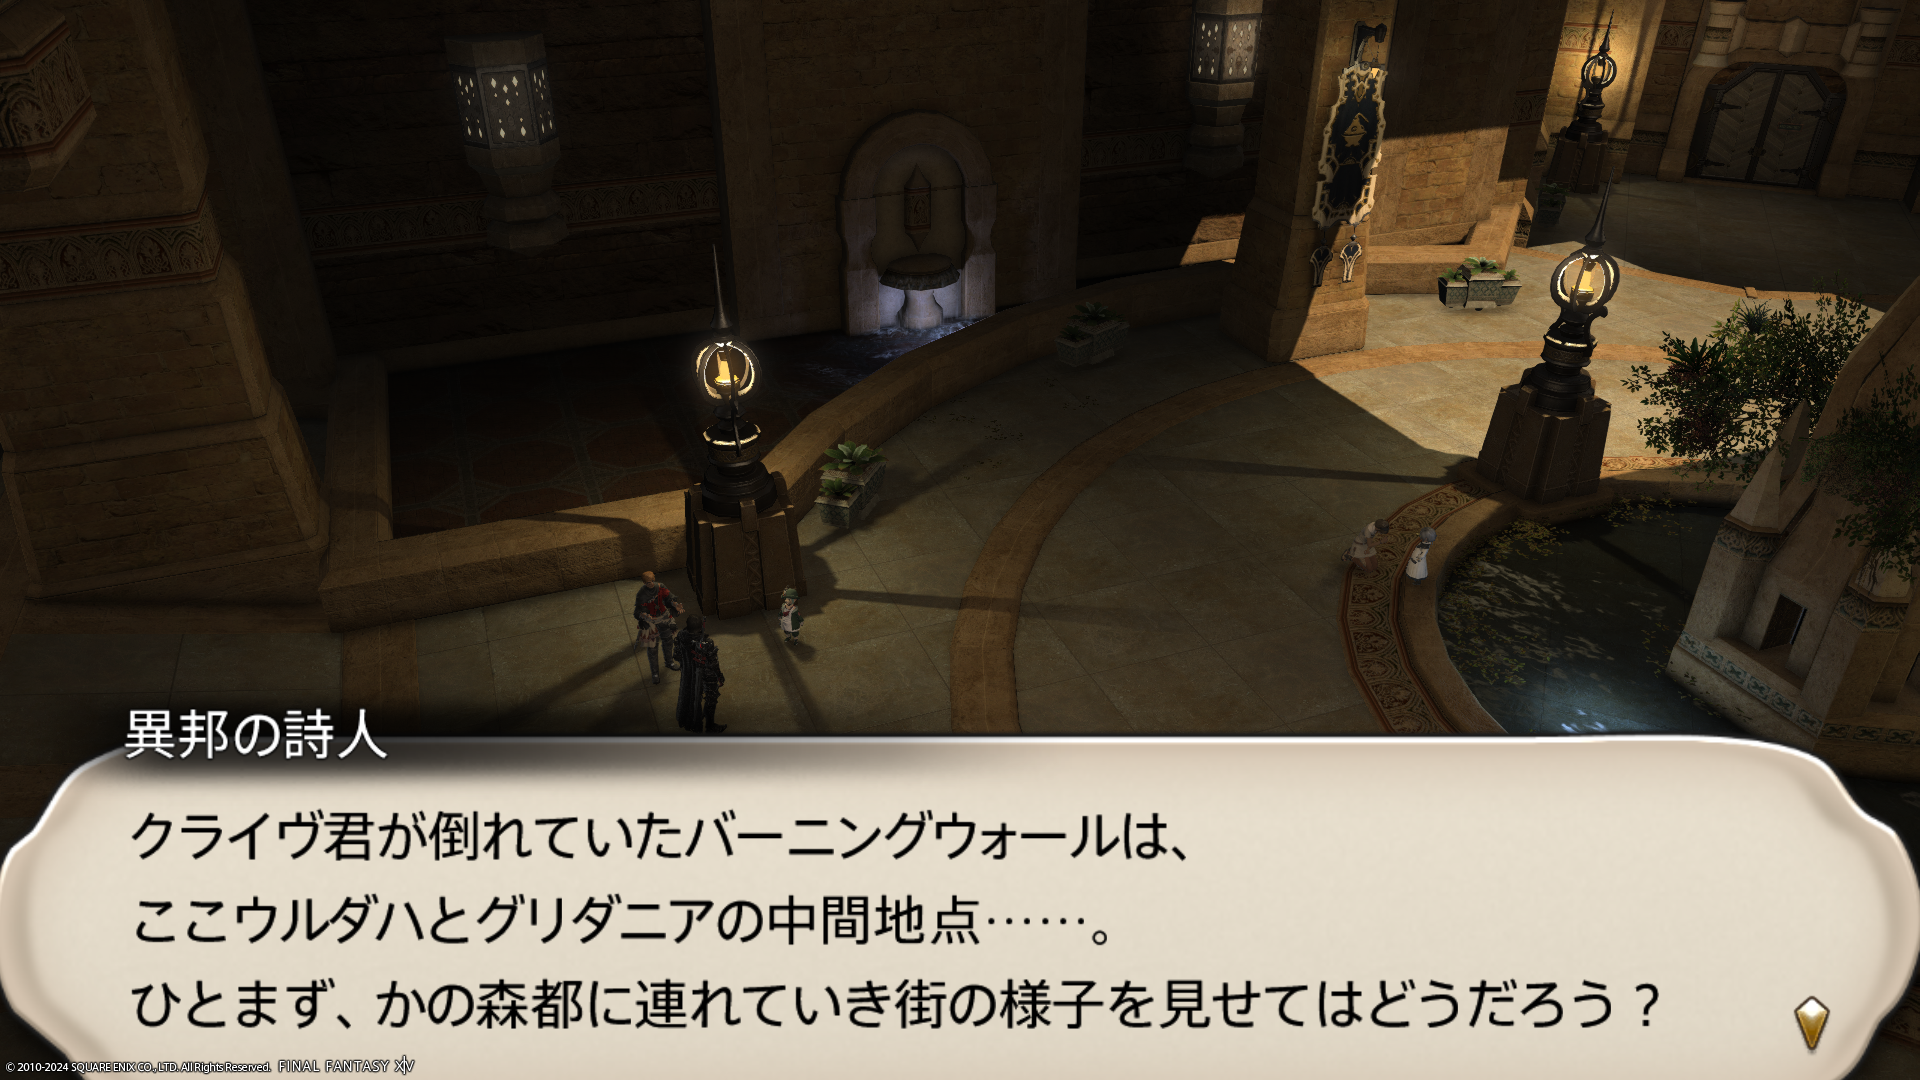 異邦の詩人
クライヴ君が倒れていたバーニングウォールは、
ここウルダハとグリダニアの中間地点……。
ひとまず、かの森都に連れていき街の様子を見せてはどうだろう？
© 2010-2024 SQUARE ENIX CO., LTD. All Rights Reserved. FINAL FANTASY XIV